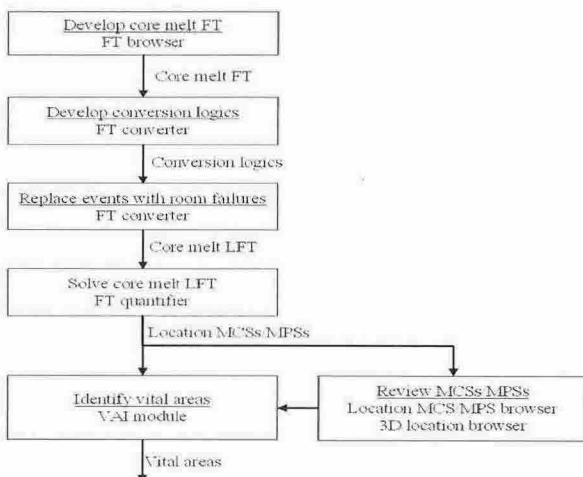 Develop core melt FT
FT browser
Core melt FT
Develop conversion logics
FT converter
Conversion logics
Replace events with room failures
FT converter
Core melt LFT
Solve core melt LFT
FT quantifier
Location MCSs/MPSs
Identify vital areas
VAI module
Review MCSs/MPSs
Location MCS/MPS browser
3D location browser
Vital areas